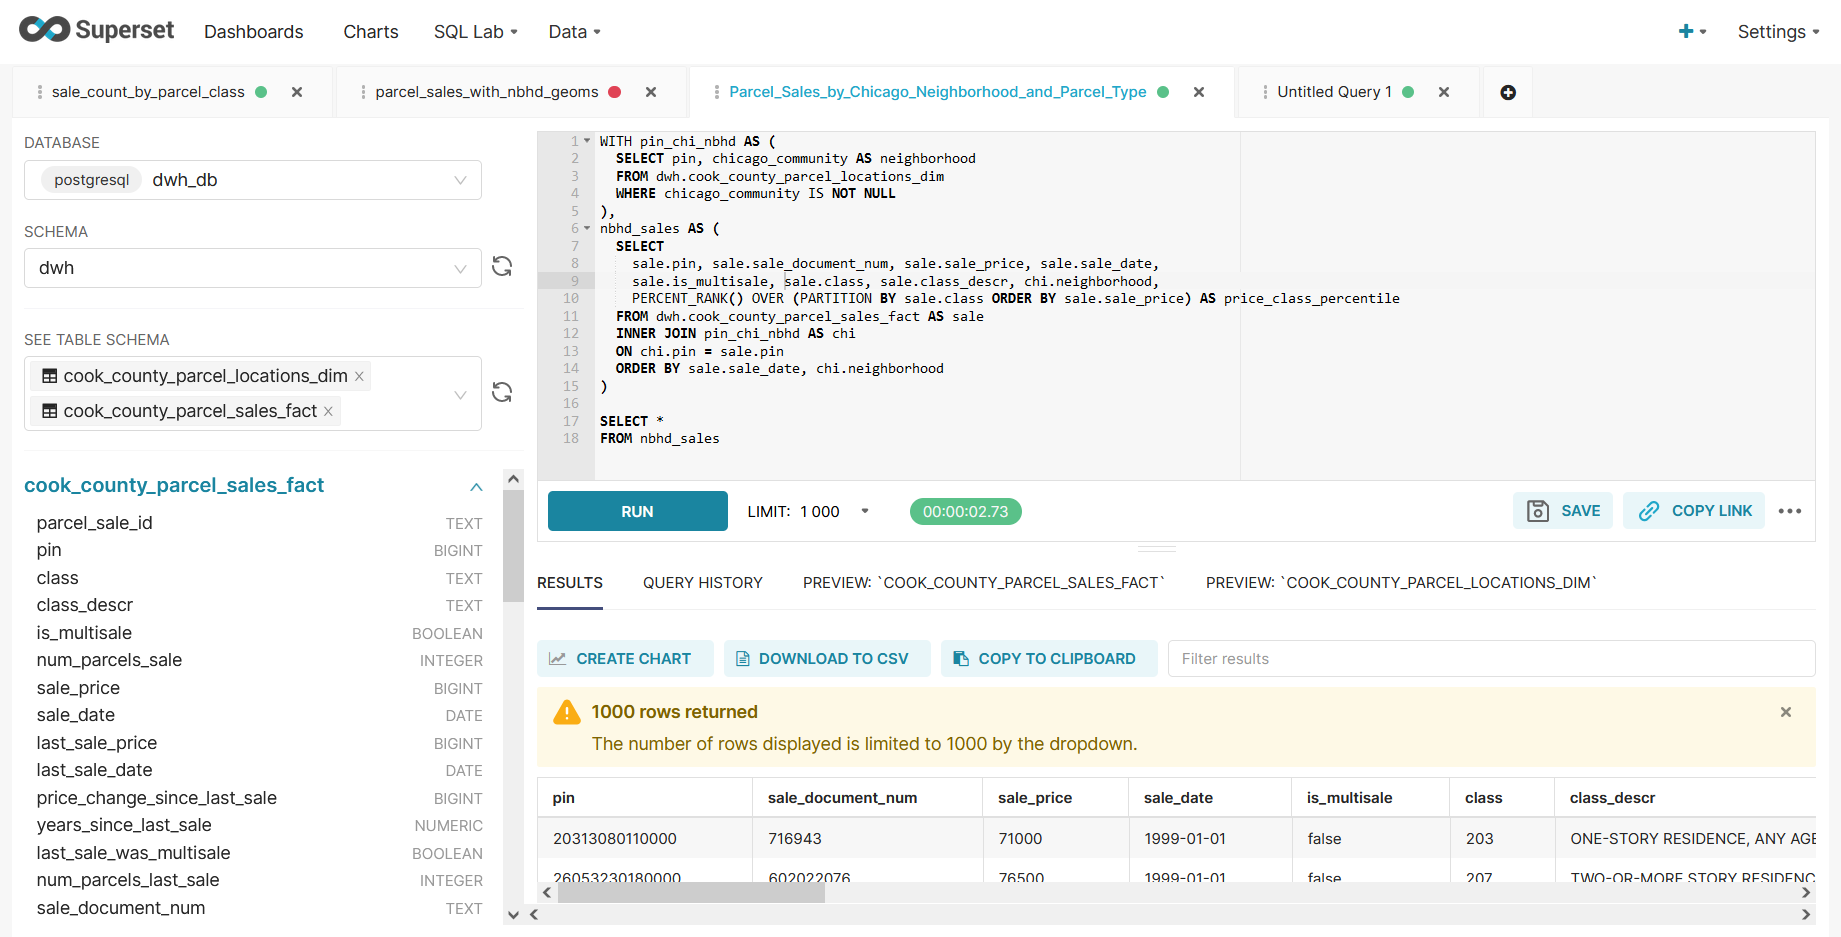 Superset Dashboards Charts SQL Lab Data Settings
sale_count_by_parcel_class parcel_sales_with_nbhd_geoms Parcel_Sales_by_Chicago_Neighborhood_and_Parcel_Type Untitled Query 1
DATABASE
postgresql dwh_db
SCHEMA
dwh
SEE TABLE SCHEMA
cook_county_parcel_locations_dim
cook_county_parcel_sales_fact
cook_county_parcel_sales_fact
parcel_sale_id TEXT
pin BIGINT
class TEXT
class_descr TEXT
is_multisale BOOLEAN
num_parcels_sale INTEGER
sale_price BIGINT
sale_date DATE
last_sale_price BIGINT
last_sale_date DATE
price_change_since_last_sale BIGINT
years_since_last_sale NUMERIC
last_sale_was_multisale BOOLEAN
num_parcels_last_sale INTEGER
sale_document_num TEXT
1 WITH pin_chi_nbhd AS (
2 SELECT pin, chicago_community AS neighborhood
3 FROM dwh.cook_county_parcel_locations_dim
4 WHERE chicago_community IS NOT NULL
5 ),
6 nbhd_sales AS (
7 SELECT
8 sale.pin, sale.sale_document_num, sale.sale_price, sale.sale_date,
9 sale.is_multisale, sale.class, sale.class_descr, chi.neighborhood,
10 PERCENT_RANK() OVER (PARTITION BY sale.class ORDER BY sale.sale_price) AS price_class_percentile
11 FROM dwh.cook_county_parcel_sales_fact AS sale
12 INNER JOIN pin_chi_nbhd AS chi
13 ON chi.pin = sale.pin
14 ORDER BY sale.sale_date, chi.neighborhood
15 )
16
17 SELECT *
18 FROM nbhd_sales
RUN LIMIT: 1 000 00:00:02.73 SAVE COPY LINK
RESULTS QUERY HISTORY PREVIEW: `COOK_COUNTY_PARCEL_SALES_FACT` PREVIEW: `COOK_COUNTY_PARCEL_LOCATIONS_DIM`
CREATE CHART DOWNLOAD TO CSV COPY TO CLIPBOARD Filter results
1000 rows returned
The number of rows displayed is limited to 1000 by the dropdown.
pin sale_document_num sale_price sale_date is_multisale class class_descr
20313080110000 716943 71000 1999-01-01 false 203 ONE-STORY RESIDENCE, ANY AGE
26053230180000 602022076 76500 1999-01-01 false 207 TWO-OR-MORE STORY RESIDENC